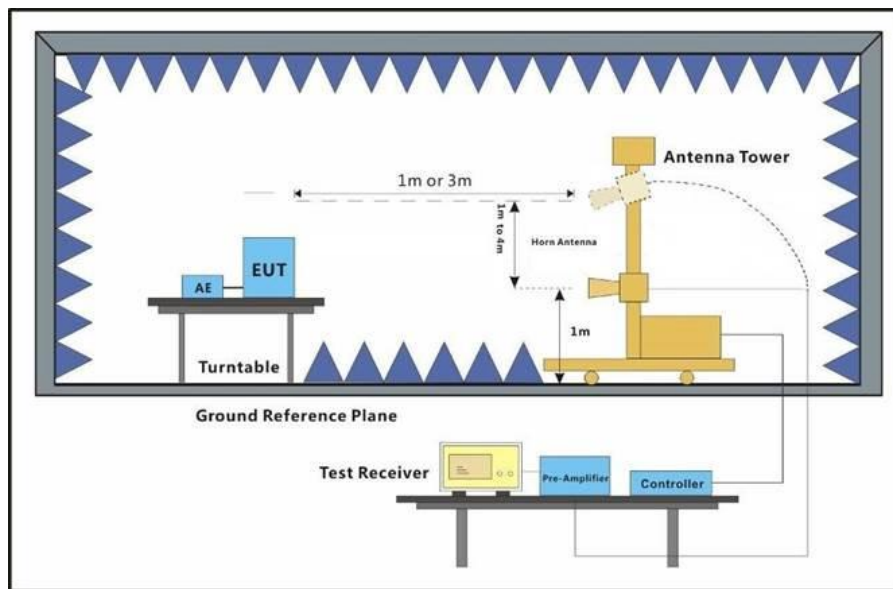 Antenna Tower
1m or 3m
1m to 4m
Horn Antenna
EUT
AE
1m
Turntable
Ground Reference Plane
Test Receiver
Pre-Amplifier
Controller